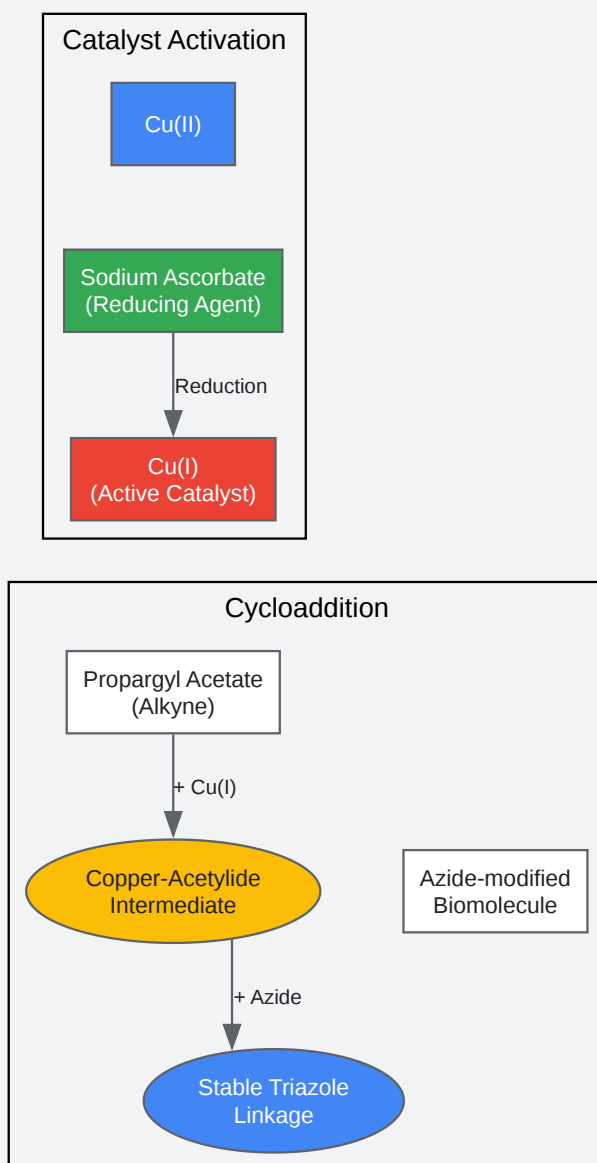 Catalyst Activation
Cu(II)
Sodium Ascorbate
(Reducing Agent)
Reduction
Cu(I)
(Active Catalyst)
Cycloaddition
Propargyl Acetate
(Alkyne)
+ Cu(I)
Copper-Acetylide
Intermediate
Azide-modified
Biomolecule
+ Azide
Stable Triazole
Linkage